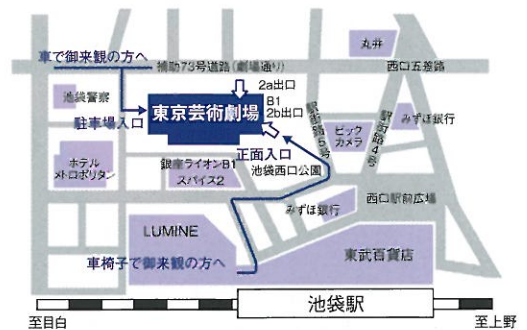 丸井
車で御来観の方へ
補助73号道路(劇場通り)
西口五差路
2a出口
池袋警察
B1
2b出口
東京芸術劇場
駐車場入口
みずほ銀行
駅街路5号
ビック
カメラ
駅街路4号
正面入口
ホテル
メトロポリタン
銀座ライオンB1
スパイス2
池袋西口公園
西口駅前広場
みずほ銀行
LUMINE
東武百貨店
車椅子で御来観の方へ
池袋駅
至目白
至上野